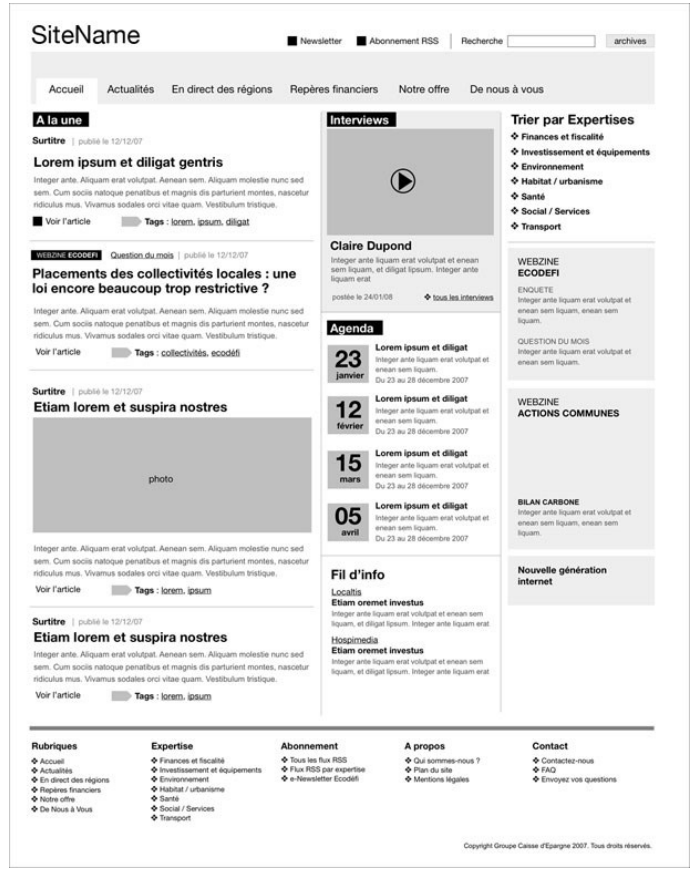 SiteName
Newsletter Abonnement RSS Recherche archives
Accueil Actualités En direct des régions Repères financiers Notre offre De nous à vous
A la une
Surtitre | publié le 12/12/07
Lorem ipsum et diligat gentris
Integer ante. Aliquam erat volutpat. Aenean sem. Aliquam molestie nunc sed
sem. Cum sociis natoque penatibus et magnis dis parturient montes, nascetur
ridiculus mus. Vivamus sodales orci vitae quam. Vestibulum tristique.
Voir l'article Tags : lorem, ipsum, diligat
WEBZINE ECODEFI Question du mois | publié le 12/12/07
Placements des collectivités locales : une
loi encore beaucoup trop restrictive ?
Integer ante. Aliquam erat volutpat. Aenean sem. Aliquam molestie nunc sed
sem. Cum sociis natoque penatibus et magnis dis parturient montes, nascetur
ridiculus mus. Vivamus sodales orci vitae quam. Vestibulum tristique.
Voir l'article Tags : collectivités, ecodéfi
Surtitre | publié le 12/12/07
Etiam lorem et suspira nostres
photo
Integer ante. Aliquam erat volutpat. Aenean sem. Aliquam molestie nunc sed
sem. Cum sociis natoque penatibus et magnis dis parturient montes, nascetur
ridiculus mus. Vivamus sodales orci vitae quam. Vestibulum tristique.
Voir l'article Tags : lorem, ipsum
Surtitre | publié le 12/12/07
Etiam lorem et suspira nostres
Integer ante. Aliquam erat volutpat. Aenean sem. Aliquam molestie nunc sed
sem. Cum sociis natoque penatibus et magnis dis parturient montes, nascetur
ridiculus mus. Vivamus sodales orci vitae quam. Vestibulum tristique.
Voir l'article Tags : lorem, ipsum
Interviews
Claire Dupond
Integer ante liquam erat volutpat et enean
sem liquam, et diligat lipsum. Integer ante
liquam erat
postée le 24/01/08 tous les interviews
Agenda
23 janvier
Lorem ipsum et diligat
Integer ante liquam erat volutpat et
enean sem liquam.
Du 23 au 28 décembre 2007
12 février
Lorem ipsum et diligat
Integer ante liquam erat volutpat et
enean sem liquam.
Du 23 au 28 décembre 2007
15 mars
Lorem ipsum et diligat
Integer ante liquam erat volutpat et
enean sem liquam.
Du 23 au 28 décembre 2007
05 avril
Lorem ipsum et diligat
Integer ante liquam erat volutpat et
enean sem liquam.
Du 23 au 28 décembre 2007
Fil d'info
Localtis
Etiam oremet investus
Integer ante liquam erat volutpat et enean sem
liquam, et diligat lipsum. Integer ante liquam erat
Hospimedia
Etiam oremet investus
Integer ante liquam erat volutpat et enean sem
liquam, et diligat lipsum. Integer ante liquam erat
Trier par Expertises
Finances et fiscalité
Investissement et équipements
Environnement
Habitat / urbanisme
Santé
Social / Services
Transport
WEBZINE
ECODEFI
ENQUETE
Integer ante liquam erat volutpat et
enean sem liquam, enean sem
liquam.
QUESTION DU MOIS
Integer ante liquam erat volutpat et
enean sem liquam.
WEBZINE
ACTIONS COMMUNES
BILAN CARBONE
Integer ante liquam erat volutpat et
enean sem liquam, enean sem
liquam.
Nouvelle génération
internet
Rubriques
Accueil
Actualités
En direct des régions
Repères financiers
Notre offre
De Nous à Vous
Expertise
Finances et fiscalité
Investissement et équipements
Environnement
Habitat / urbanisme
Santé
Social / Services
Transport
Abonnement
Tous les flux RSS
Flux RSS par expertise
e-Newsletter Ecodéfi
A propos
Qui sommes-nous ?
Plan du site
Mentions légales
Contact
Contactez-nous
FAQ
Envoyez vos questions
Copyright Groupe Caisse d'Epargne 2007. Tous droits réservés.